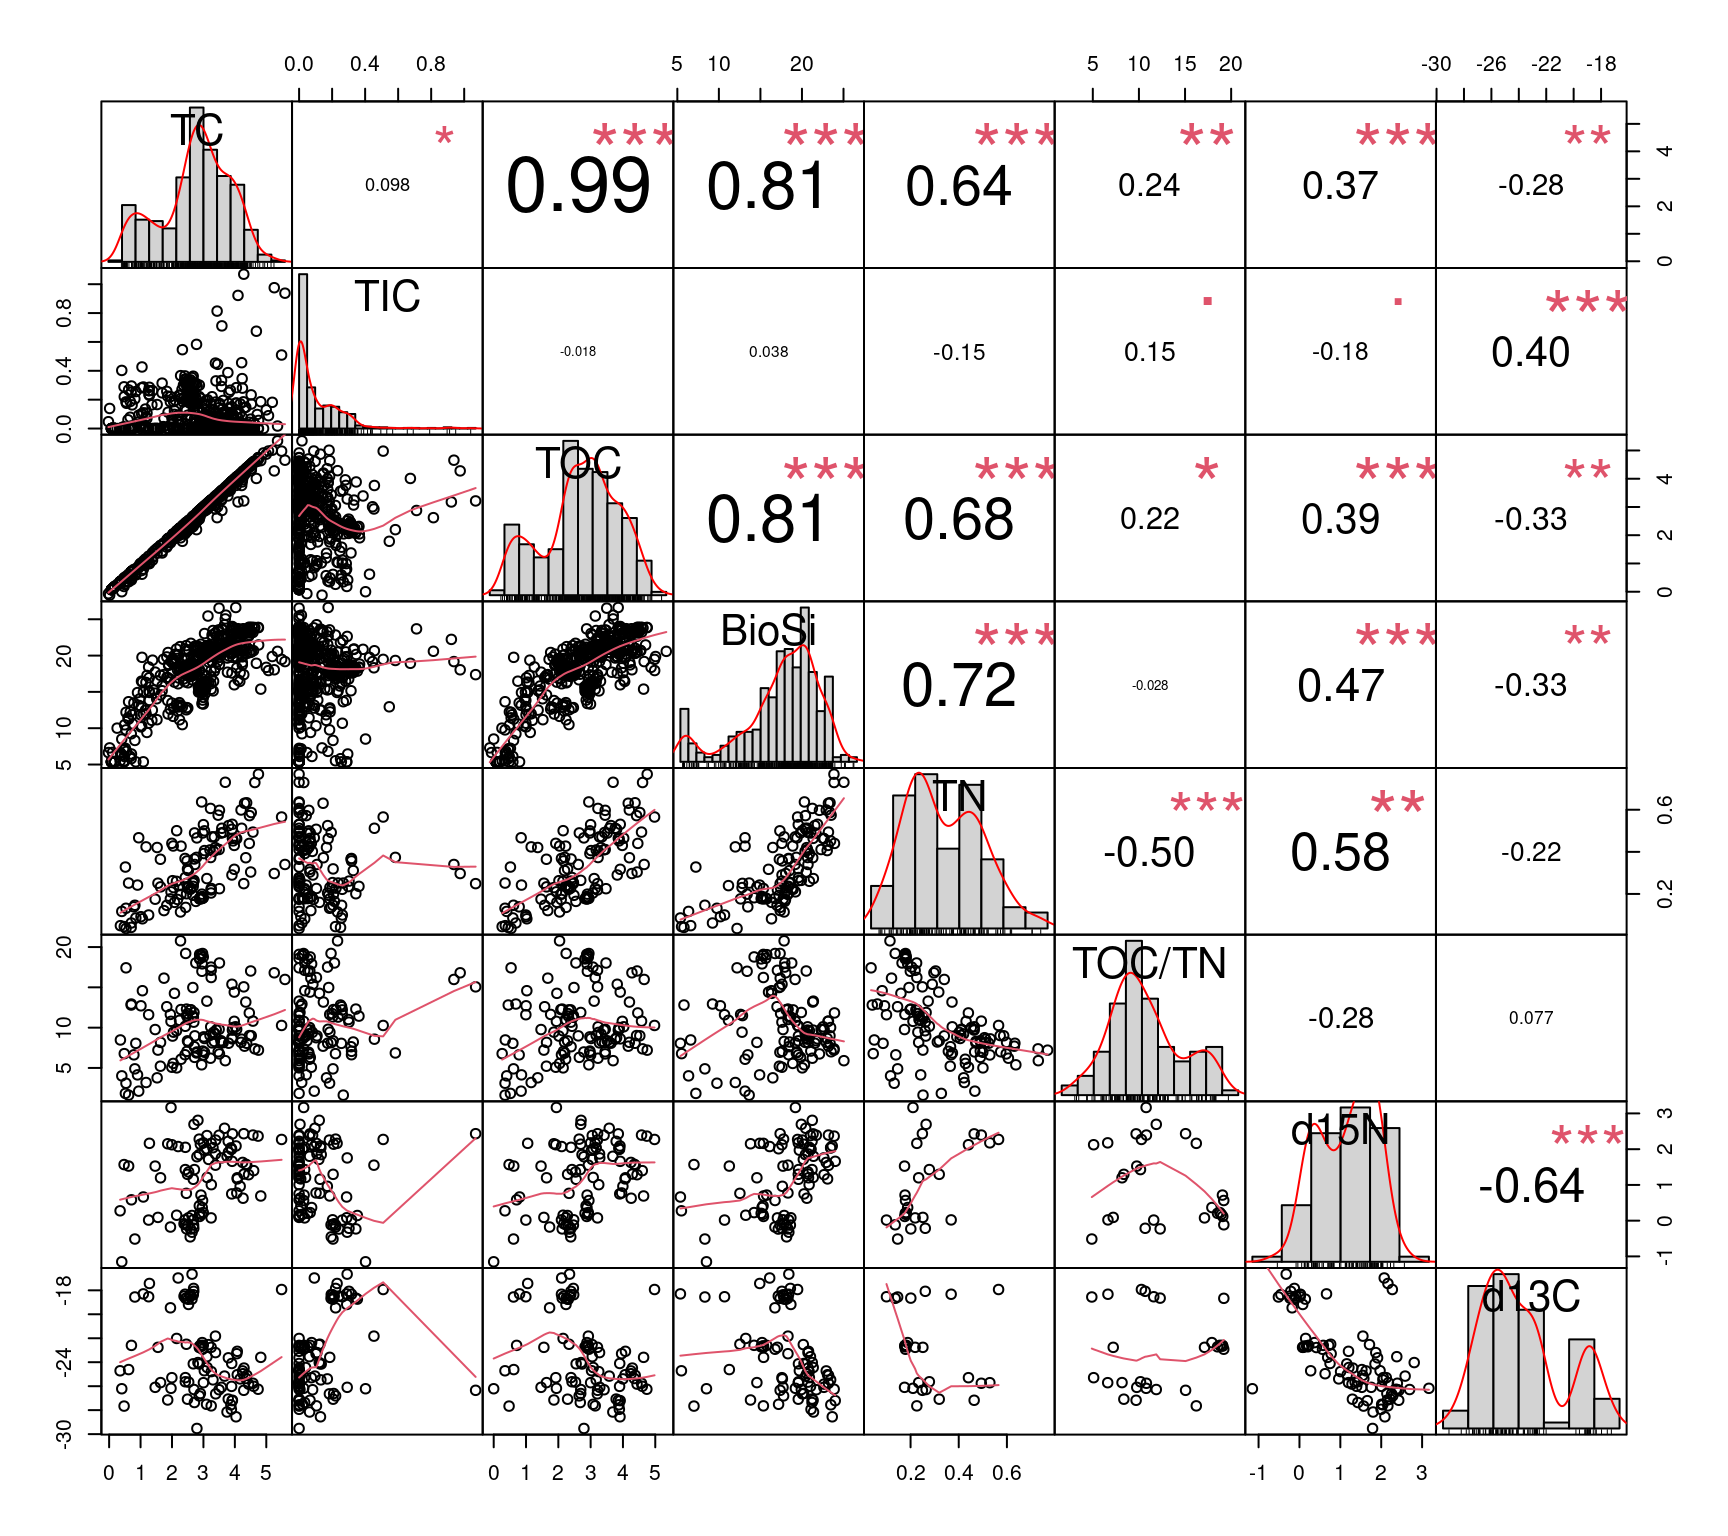 0.0 0.4 0.8 5 10 20 5 10 15 20 -30 -26 -22 -18
TC * 0.098 *** 0.99 *** 0.81 *** 0.64 ** 0.24 *** 0.37 ** -0.28 0 2 4
0.0 0.4 0.8 TIC -0.018 0.038 -0.15 . 0.15 . -0.18 *** 0.40
TOC *** 0.81 *** 0.68 * 0.22 *** 0.39 ** -0.33 0 2 4
5 10 20 BioSi *** 0.72 -0.028 *** 0.47 ** -0.33
TN *** -0.50 ** 0.58 -0.22 0.2 0.6
5 10 20 TOC/TN -0.28 0.077
d15N *** -0.64 -1 0 1 2 3
-30 -24 -18 d13C
0 1 2 3 4 5 0 1 2 3 4 5 0.2 0.4 0.6 -1 0 1 2 3